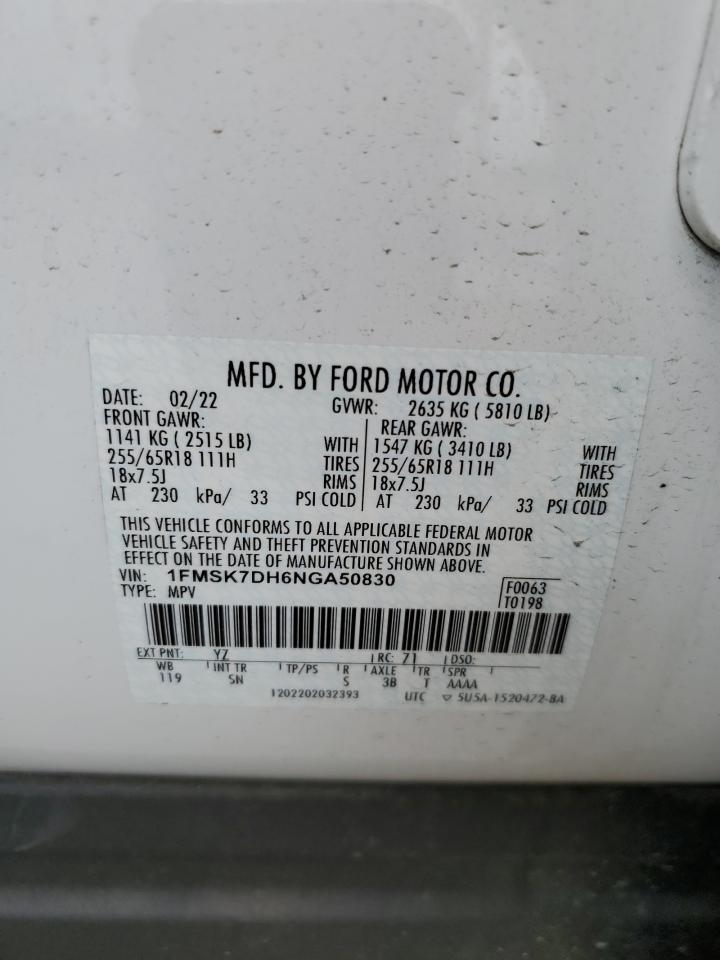 MFD. BY FORD MOTOR CO.
DATE: 02/22 GVWR: 2635 KG ( 5810 LB)
FRONT GAWR: REAR GAWR:
1141 KG ( 2515 LB) WITH 1547 KG ( 3410 LB) WITH
255/65R18 111H TIRES 255/65R18 111H TIRES
18x7.5J RIMS 18x7.5J RIMS
AT 230 kPa/ 33 PSI COLD AT 230 kPa/ 33 PSI COLD
THIS VEHICLE CONFORMS TO ALL APPLICABLE FEDERAL MOTOR
VEHICLE SAFETY AND THEFT PREVENTION STANDARDS IN
EFFECT ON THE DATE OF MANUFACTURE SHOWN ABOVE.
VIN: 1FMSK7DH6NGA50830 F0063
TYPE: MPV T0198
EXT PNT: YZ RC: 71 DSO:
WB INT TR TP/PS R AXLE TR SPR
119 SN S 3B T AAAA
1202202032393 UTC ▽ 5U5A-1520472-BA